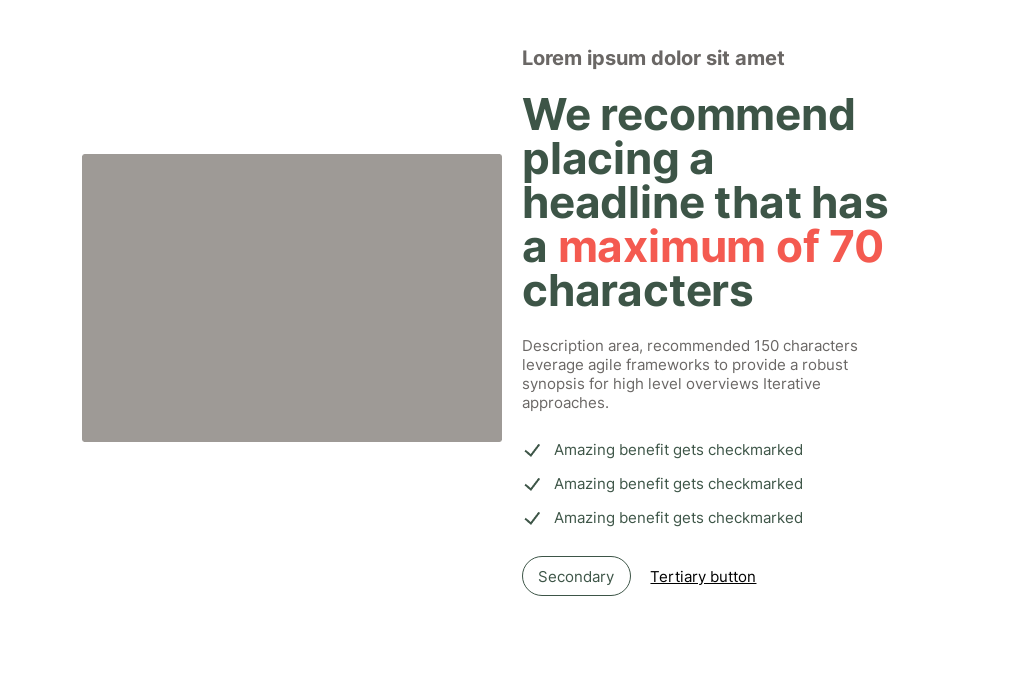 Lorem ipsum dolor sit amet
We recommend
placing a
headline that has
a maximum of 70
characters
Description area, recommended 150 characters
leverage agile frameworks to provide a robust
synopsis for high level overviews Iterative
approaches.
Amazing benefit gets checkmarked
Amazing benefit gets checkmarked
Amazing benefit gets checkmarked
Secondary Tertiary button